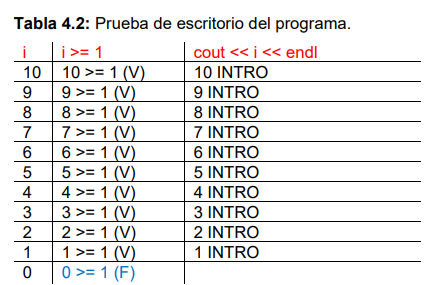 Tabla 4.2: Prueba de escritorio del programa.
i i >= 1 cout << i << endl
10 10 >= 1 (V) 10 INTRO
9 9 >= 1 (V) 9 INTRO
8 8 >= 1 (V) 8 INTRO
7 7 >= 1 (V) 7 INTRO
6 6 >= 1 (V) 6 INTRO
5 5 >= 1 (V) 5 INTRO
4 4 >= 1 (V) 4 INTRO
3 3 >= 1 (V) 3 INTRO
2 2 >= 1 (V) 2 INTRO
1 1 >= 1 (V) 1 INTRO
0 0 >= 1 (F)